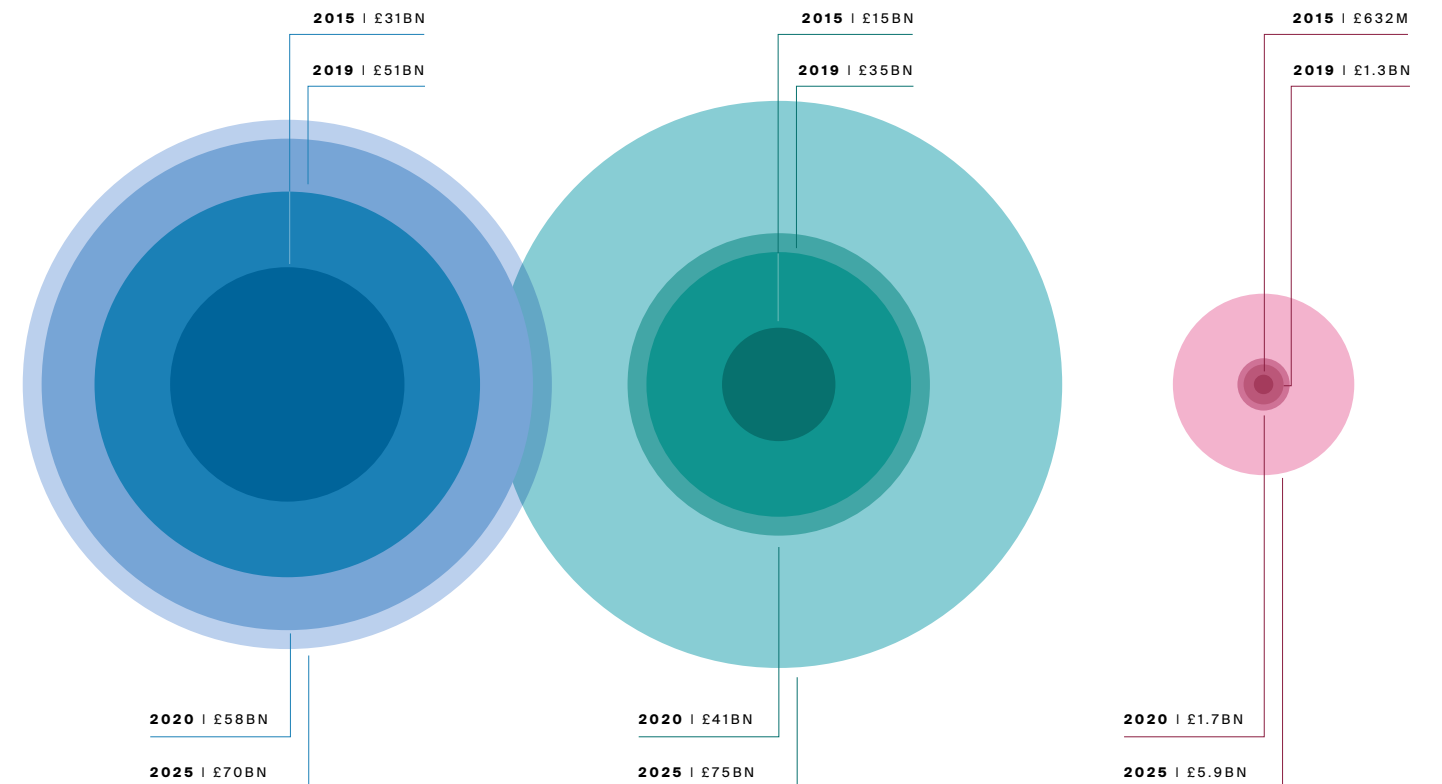 2015 | £31BN
2019 | £51BN
2015 | £15BN
2019 | £35BN
2015 | £632M
2019 | £1.3BN
2020 | £58BN
2025 | £70BN
2020 | £41BN
2025 | £75BN
2020 | £1.7BN
2025 | £5.9BN